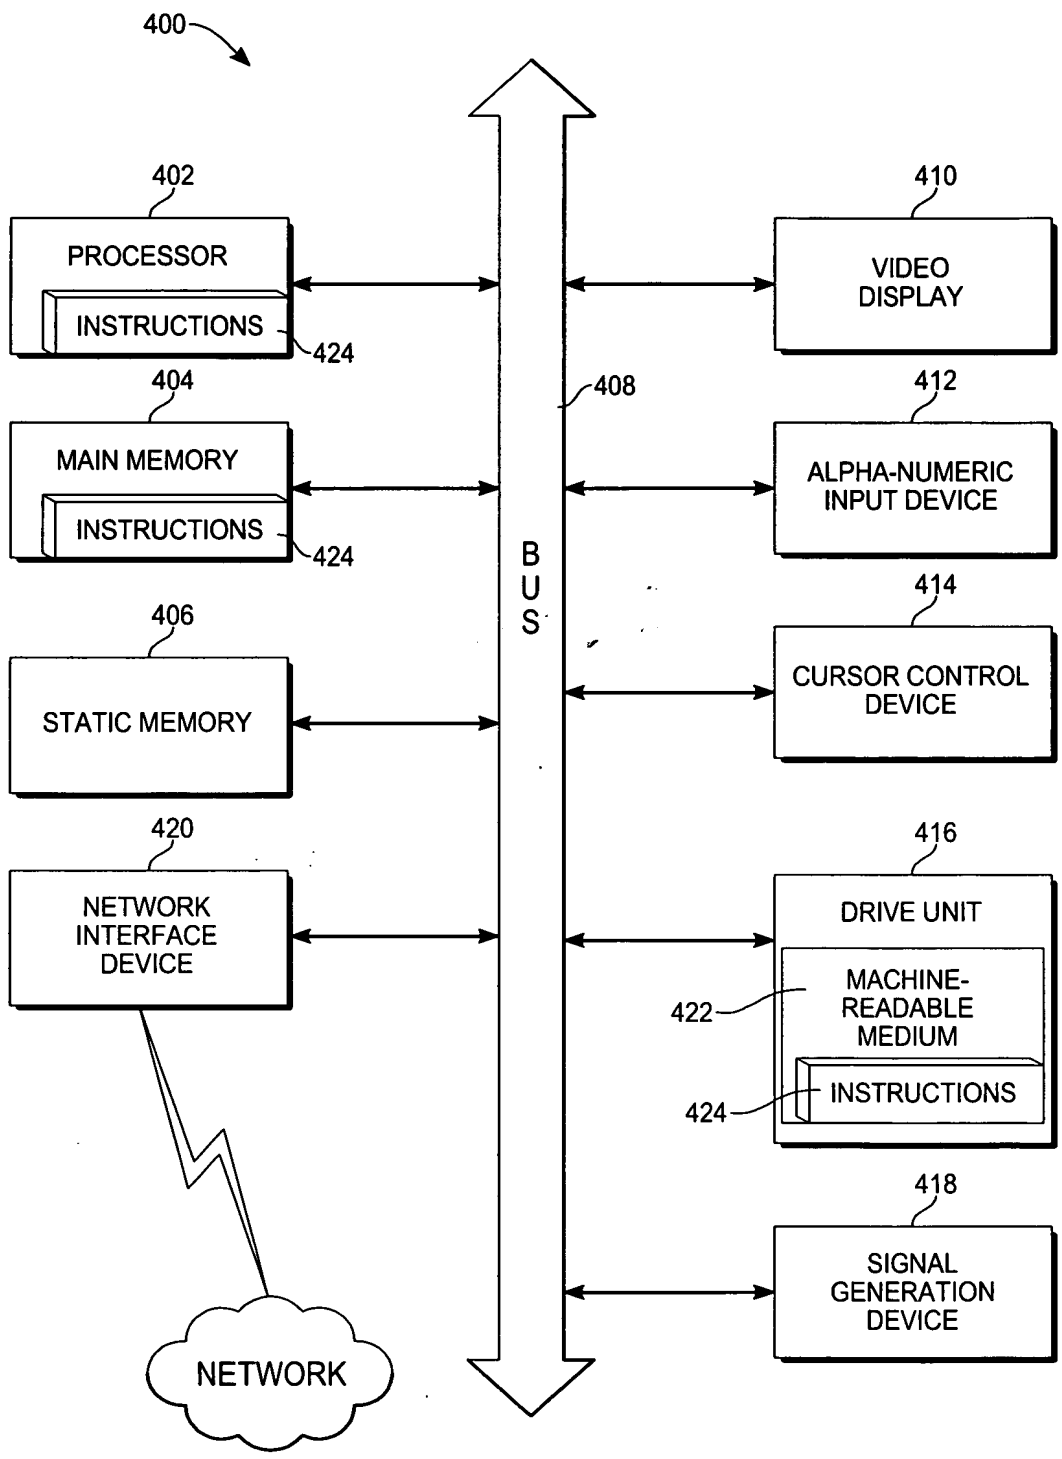 400
402
PROCESSOR
INSTRUCTIONS
424
404
MAIN MEMORY
INSTRUCTIONS
424
406
STATIC MEMORY
420
NETWORK
INTERFACE
DEVICE
NETWORK
408
BUS
410
VIDEO
DISPLAY
412
ALPHA-NUMERIC
INPUT DEVICE
414
CURSOR CONTROL
DEVICE
416
DRIVE UNIT
422
MACHINE-
READABLE
MEDIUM
424
INSTRUCTIONS
418
SIGNAL
GENERATION
DEVICE